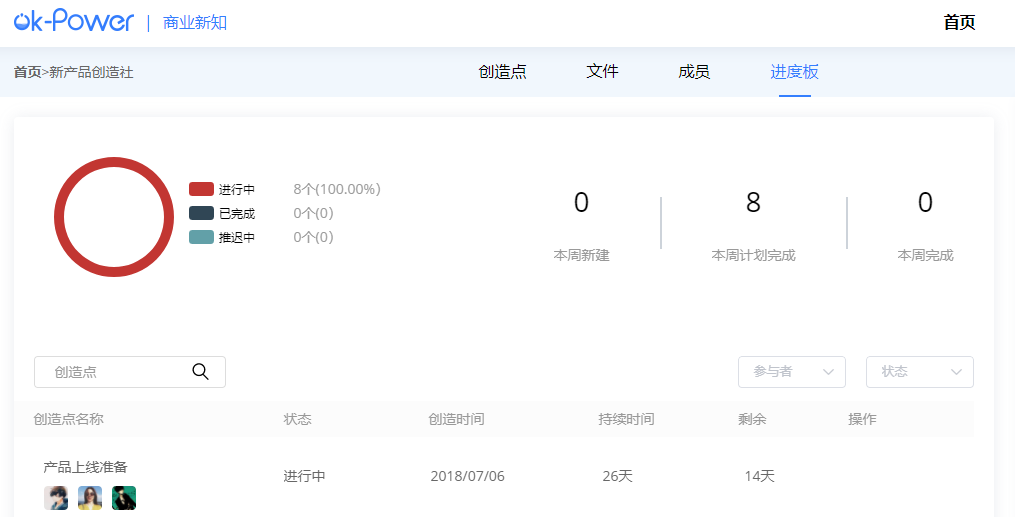 ok-Power | 商业新知 首页
首页>新产品创造社 创造点 文件 成员 进度板
进行中 8个(100.00%)
已完成 0个(0)
推迟中 0个(0)
0 8 0
本周新建 本周计划完成 本周完成
创造点 参与者 状态
创造点名称 状态 创造时间 持续时间 剩余 操作
产品上线准备
进行中 2018/07/06 26天 14天